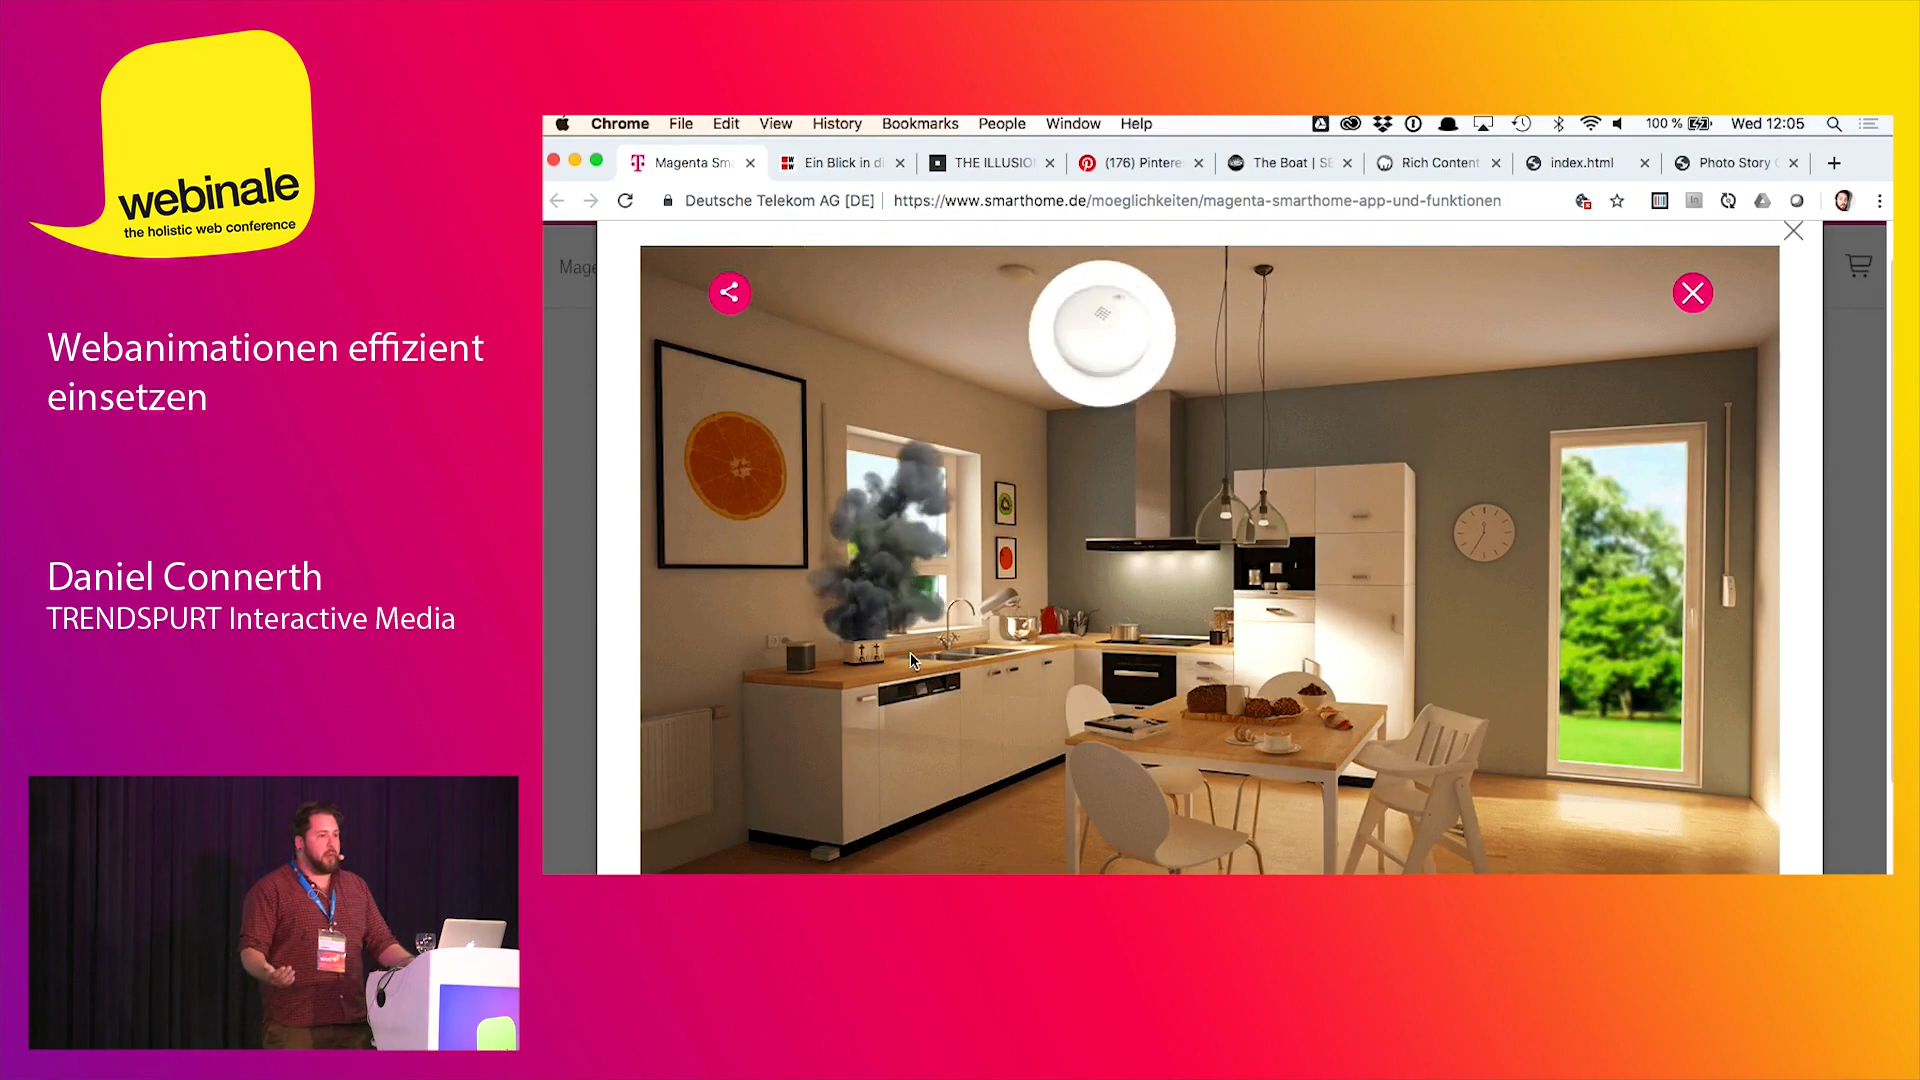 webinale
the holistic web conference
Webanimationen effizient
einsetzen
Daniel Connerth
TRENDSPURT Interactive Media
Chrome File Edit View History Bookmarks People Window Help 100 % Wed 12:05
Magenta Sm Ein Blick in di THE ILLUSIO (176) Pintere The Boat | SE Rich Content index.html Photo Story
Deutsche Telekom AG [DE] https://www.smarthome.de/moeglichkeiten/magenta-smarthome-app-und-funktionen
Mage